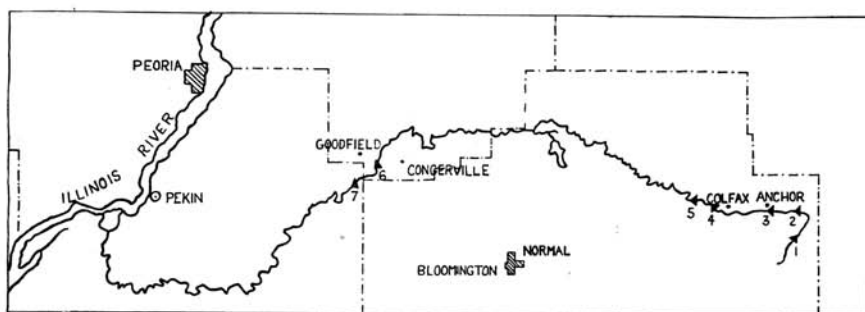 PEORIA
ILLINOIS RIVER
PEKIN
GOODFIELD
CONGERVILLE
6
7
5
4
COLFAX
ANCHOR
3
2
1
NORMAL
BLOOMINGTON